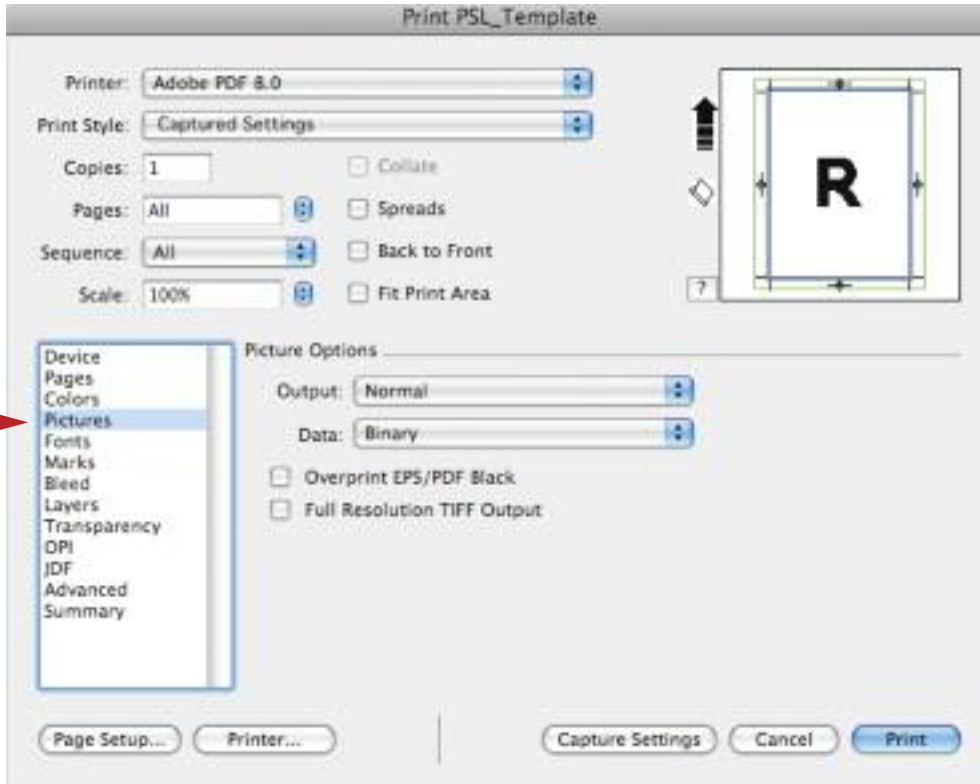 Print PSL_Template
Printer: Adobe PDF 8.0
Print Style: Captured Settings
Copies: 1
Collate
Pages: All
Spreads
Sequence: All
Back to Front
Scale: 100%
Fit Print Area
R
?
Device
Pages
Colors
Pictures
Fonts
Marks
Bleed
Layers
Transparency
OPI
JDF
Advanced
Summary
Picture Options
Output: Normal
Data: Binary
Overprint EPS/PDF Black
Full Resolution TIFF Output
Page Setup...
Printer...
Capture Settings
Cancel
Print